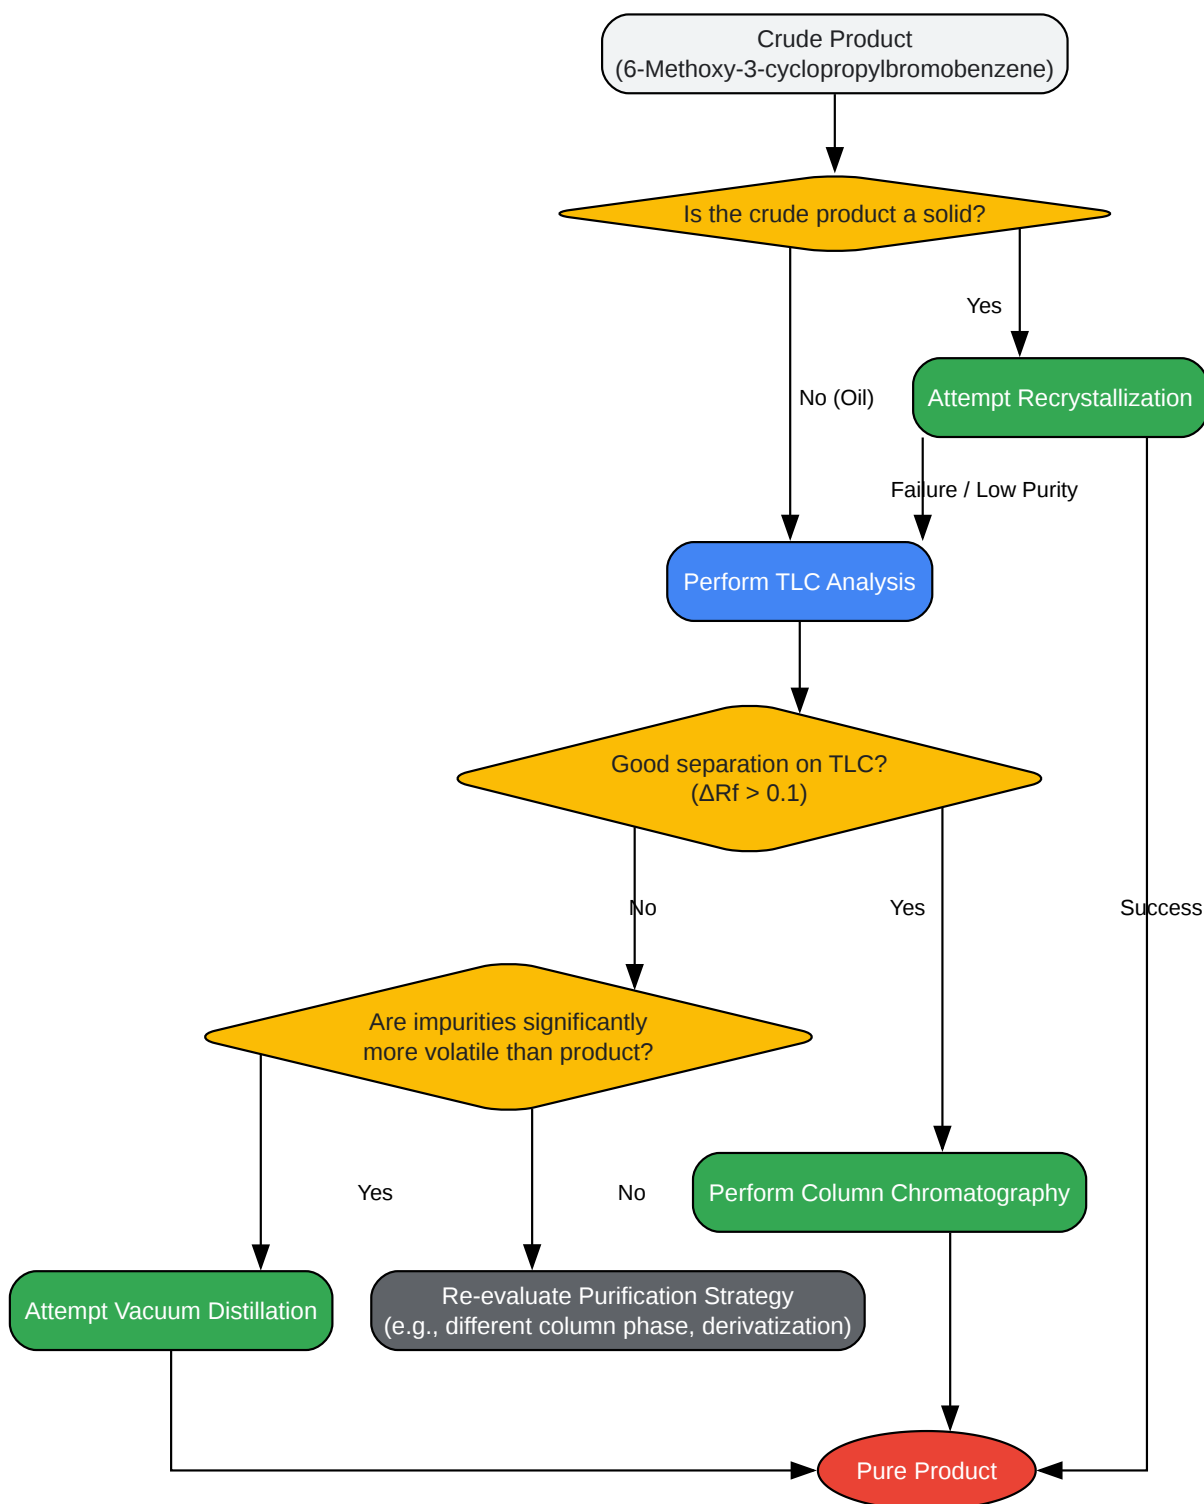 Crude Product
(6-Methoxy-3-cyclopropylbromobenzene)
Is the crude product a solid?
Yes
No (Oil)
Attempt Recrystallization
Failure / Low Purity
Perform TLC Analysis
Good separation on TLC?
(ΔRf > 0.1)
No
Yes
Success
Are impurities significantly
more volatile than product?
Yes
No
Perform Column Chromatography
Attempt Vacuum Distillation
Re-evaluate Purification Strategy
(e.g., different column phase, derivatization)
Pure Product